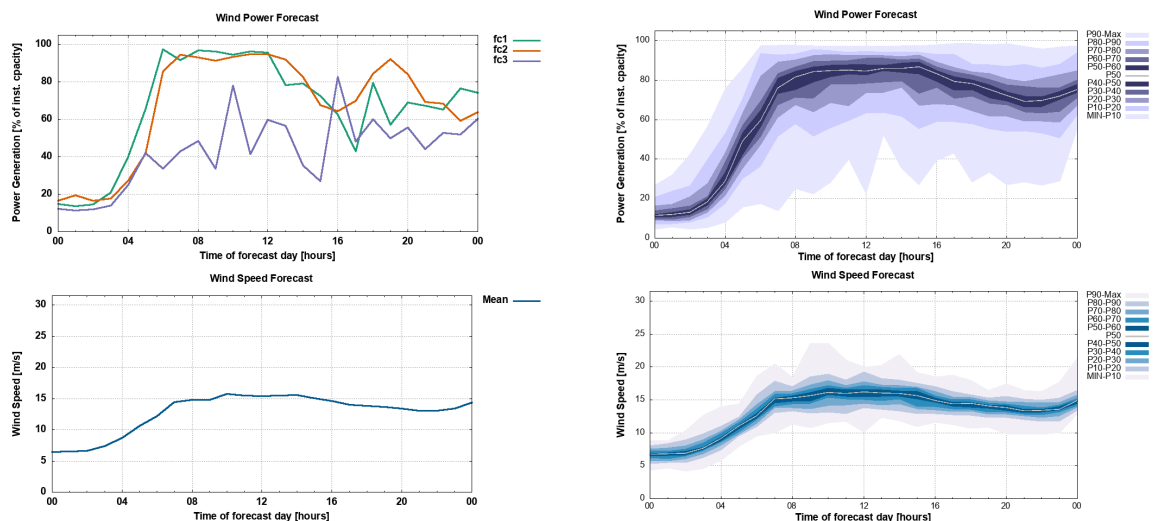 Wind Power Forecast
Power Generation [% of inst. cpacity]
100
80
60
40
20
0
00 04 08 12 16 20 00
Time of forecast day [hours]
fc1
fc2
fc3
Wind Power Forecast
Power Generation [% of inst. cpacity]
100
80
60
40
20
0
00 04 08 12 16 20 00
Time of forecast day [hours]
P90-Max
P80-P90
P70-P80
P60-P70
P50-P60
P50
P40-P50
P30-P40
P20-P30
P10-P20
MIN-P10
Wind Speed Forecast
Wind Speed [m/s]
30
25
20
15
10
5
0
00 04 08 12 16 20 00
Time of forecast day [hours]
Mean
Wind Speed Forecast
Wind Speed [m/s]
30
25
20
15
10
5
0
00 04 08 12 16 20 00
Time of forecast day [hours]
P90-Max
P80-P90
P70-P80
P60-P70
P50-P60
P50
P40-P50
P30-P40
P20-P30
P10-P20
MIN-P10